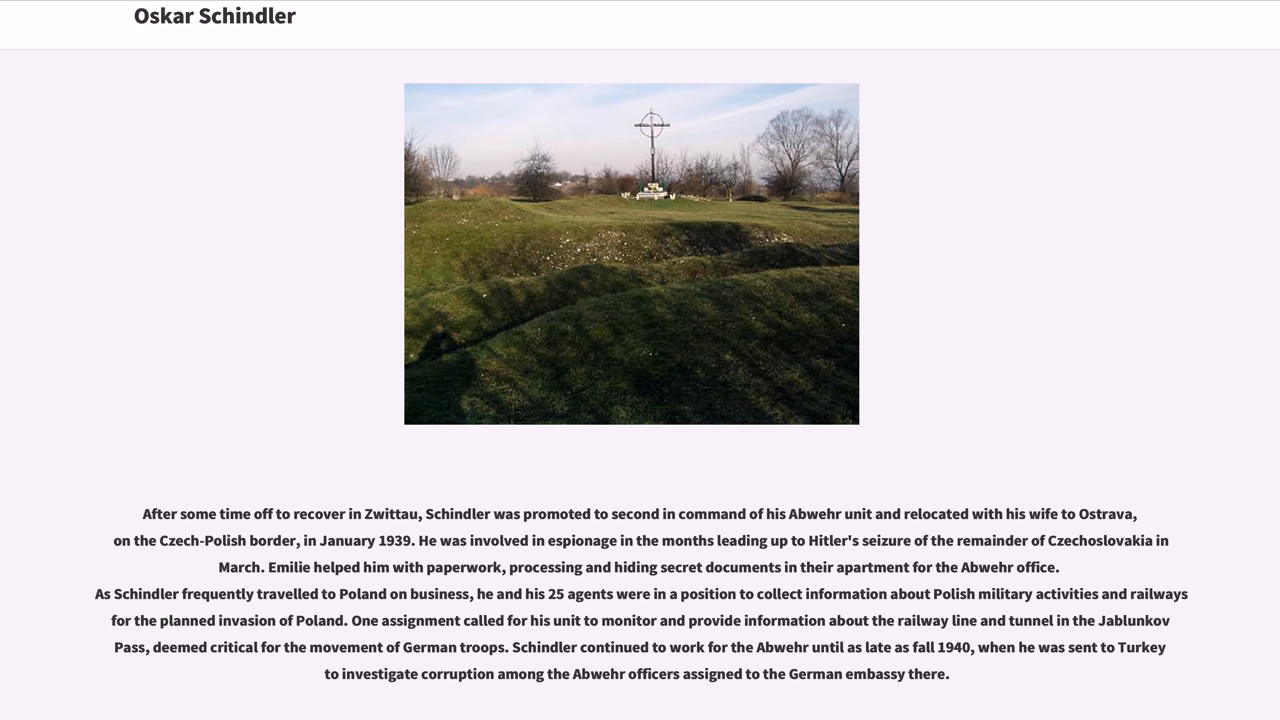 Oskar Schindler
After some time off to recover in Zwittau, Schindler was promoted to second in command of his Abwehr unit and relocated with his wife to Ostrava,
on the Czech-Polish border, in January 1939. He was involved in espionage in the months leading up to Hitler's seizure of the remainder of Czechoslovakia in
March. Emilie helped him with paperwork, processing and hiding secret documents in their apartment for the Abwehr office.
As Schindler frequently travelled to Poland on business, he and his 25 agents were in a position to collect information about Polish military activities and railways
for the planned invasion of Poland. One assignment called for his unit to monitor and provide information about the railway line and tunnel in the Jablunkov
Pass, deemed critical for the movement of German troops. Schindler continued to work for the Abwehr until as late as fall 1940, when he was sent to Turkey
to investigate corruption among the Abwehr officers assigned to the German embassy there.